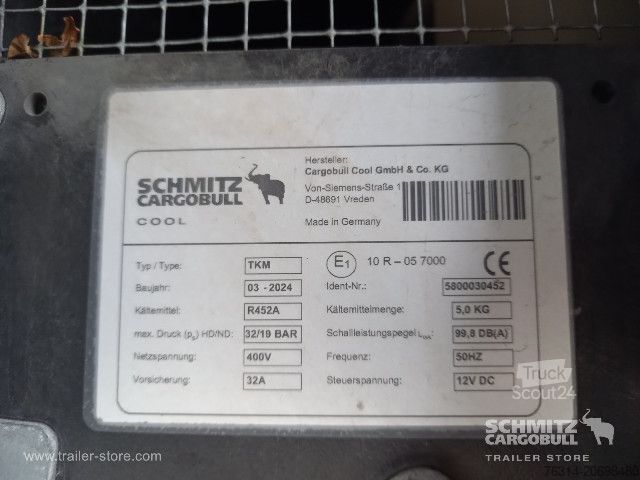 SCHMITZ
CARGOBULL
COOL
Hersteller:
Cargobull Cool GmbH & Co. KG
Von-Siemens-Straße 1
D-48691 Vreden
Made in Germany
Typ / Type: TKM
E1 10 R – 05 7000 CE
Baujahr: 03 - 2024
Ident-Nr.: 5800030452
Kältemittel: R452A
Kältemittelmenge: 5,0 KG
max. Druck (ps) HD/ND: 32/19 BAR
Schallleistungspegel LWA: 99,8 DB(A)
Netzspannung: 400V
Frequenz: 50HZ
Vorsicherung: 32A
Steuerspannung: 12V DC
Truck
Scout24
SCHMITZ
CARGOBULL
TRAILER STORE
www.trailer-store.com